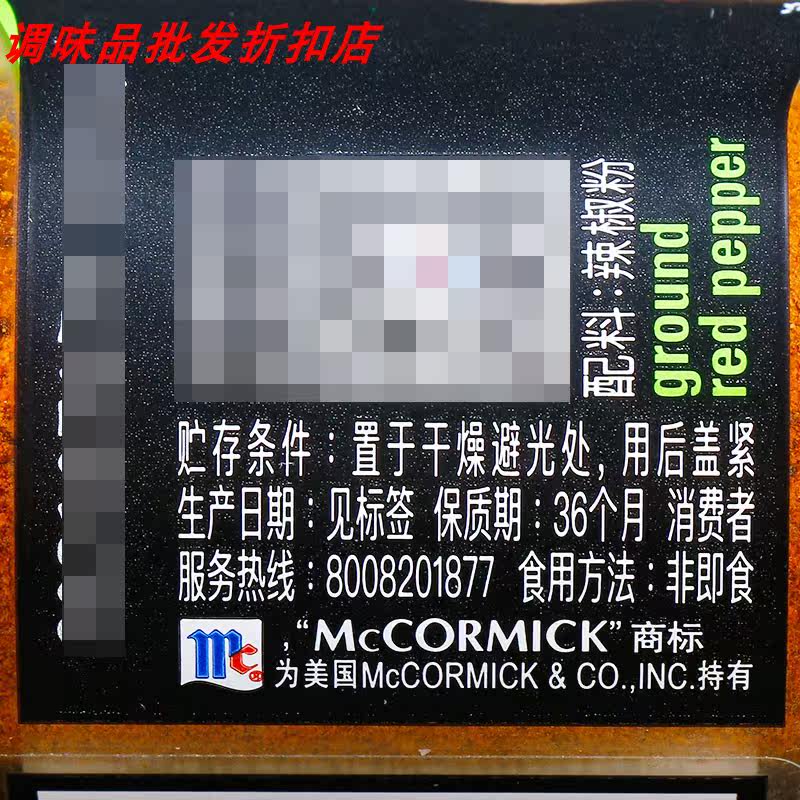 调味品批发折扣店
配料:辣椒粉
ground
red pepper
贮存条件:置于干燥避光处,用后盖紧
生产日期:见标签 保质期:36个月 消费者
服务热线:8008201877 食用方法:非即食
Mc ,“McCORMICK”商标
为美国McCORMICK & CO.,INC.持有